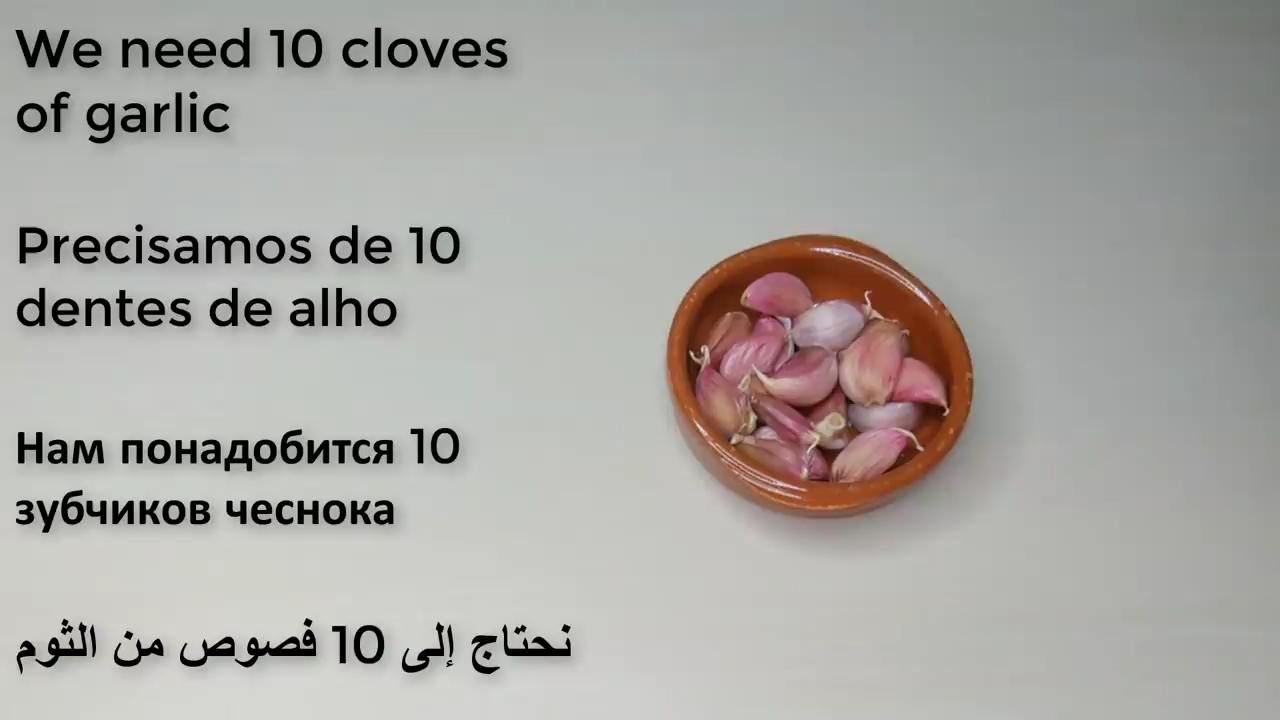 We need 10 cloves
of garlic
Precisamos de 10
dentes de alho
Нам понадобится 10
зубчиков чеснока
نحتاج إلى 10 فصوص من الثوم